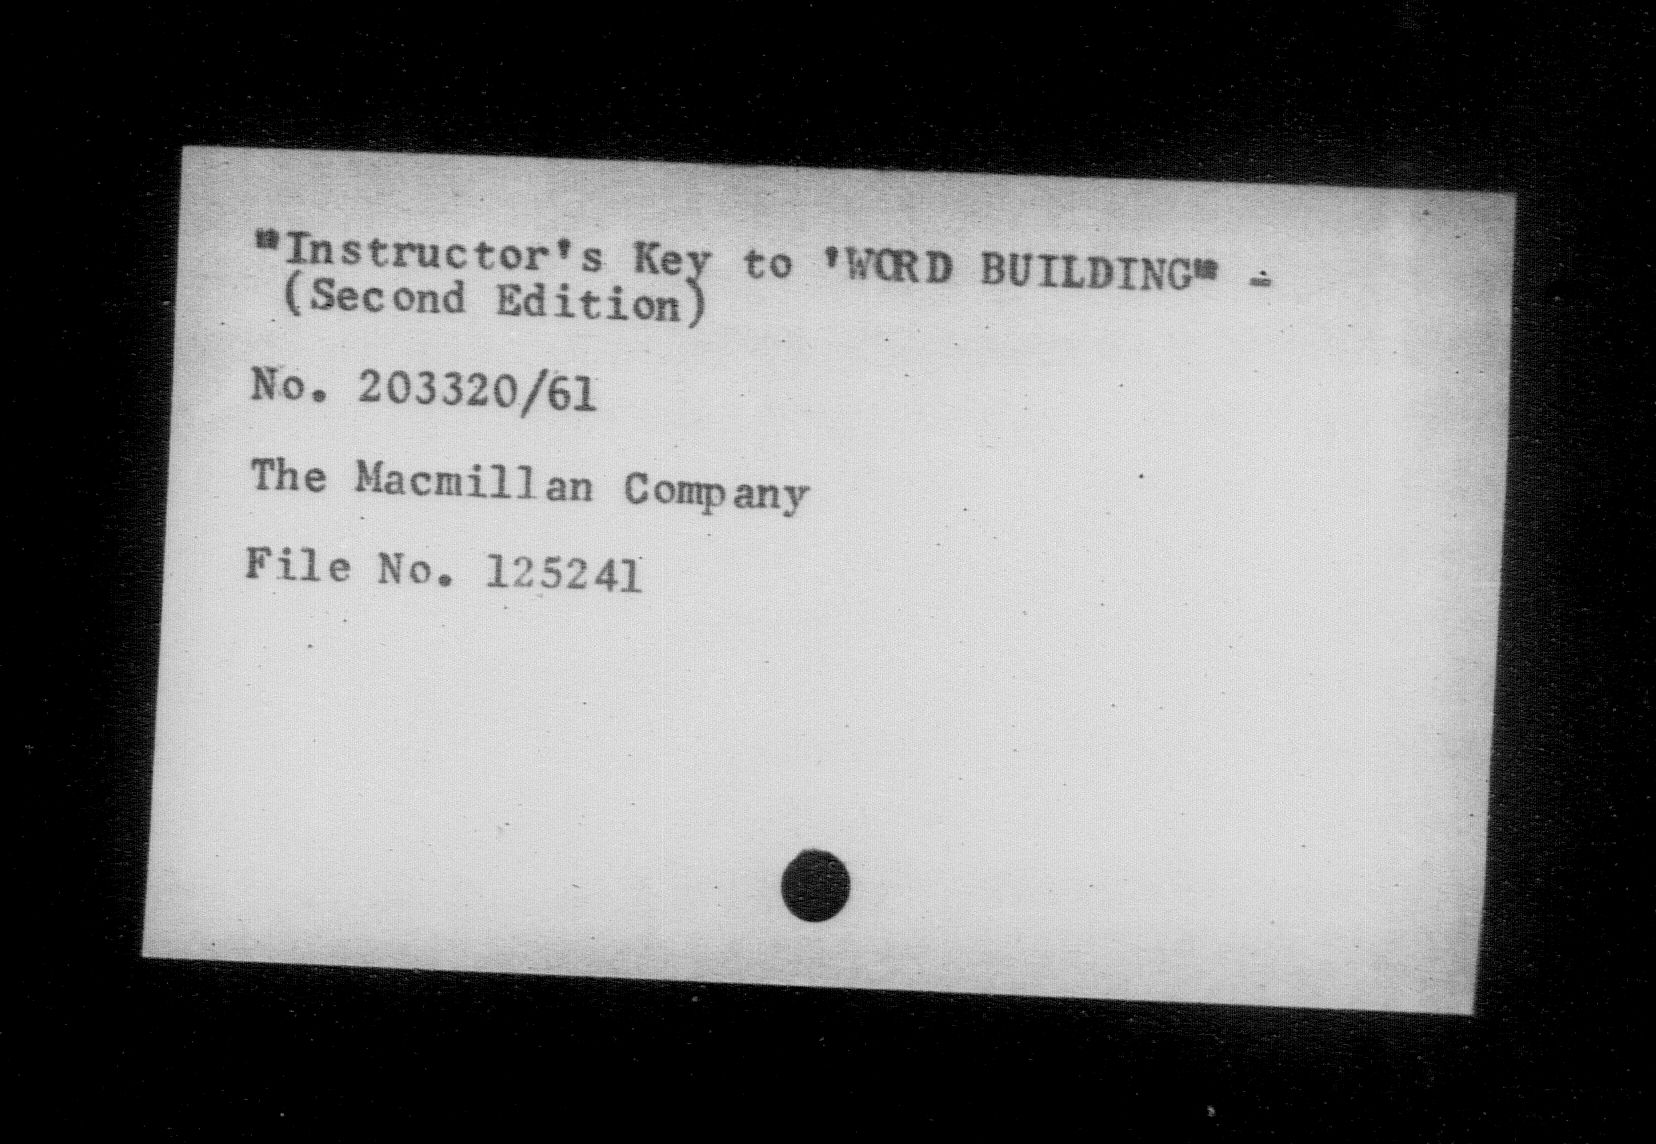 "Instructor's Key to 'WORD BUILDING" -
(Second Edition)
No. 203320/61
The Macmillan Company
File No. 125241